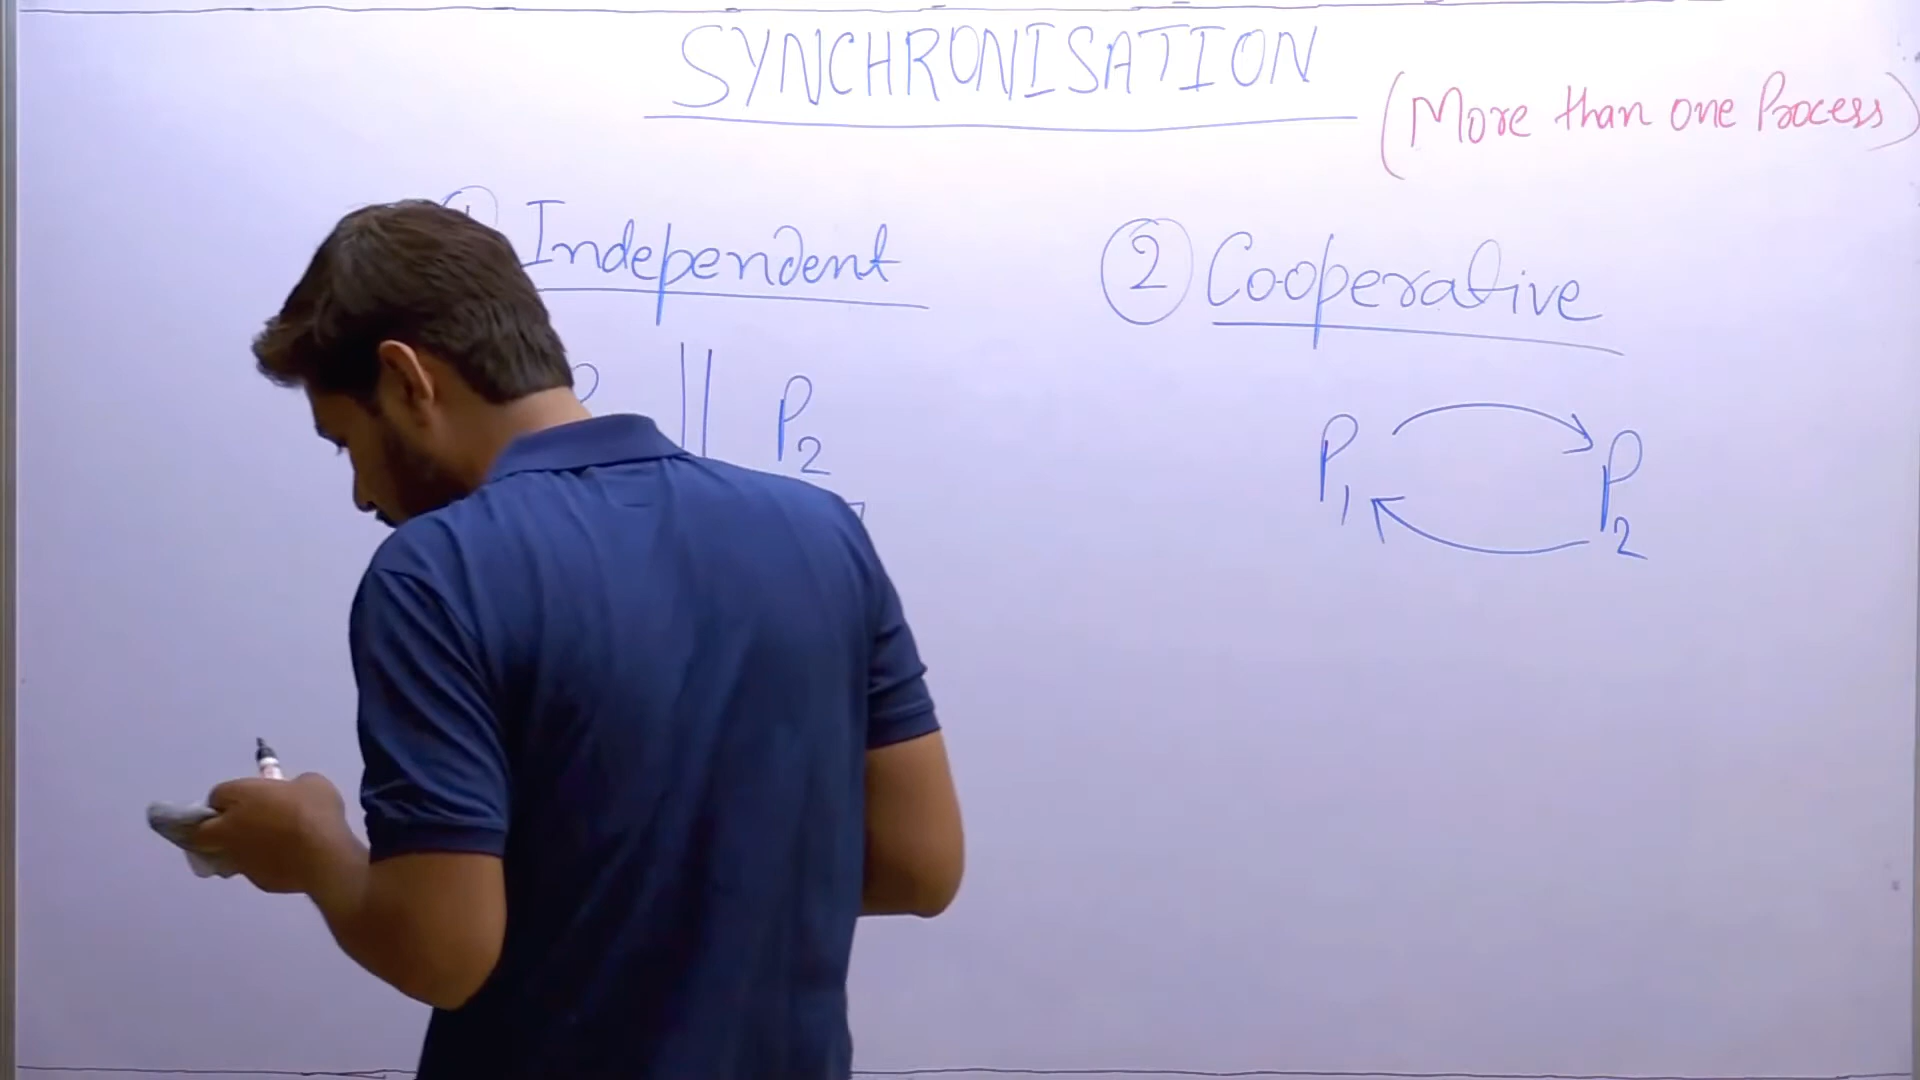 SYNCHRONISATION
(More than one Process)
Independent
② Cooperative
P P2
P1 P2